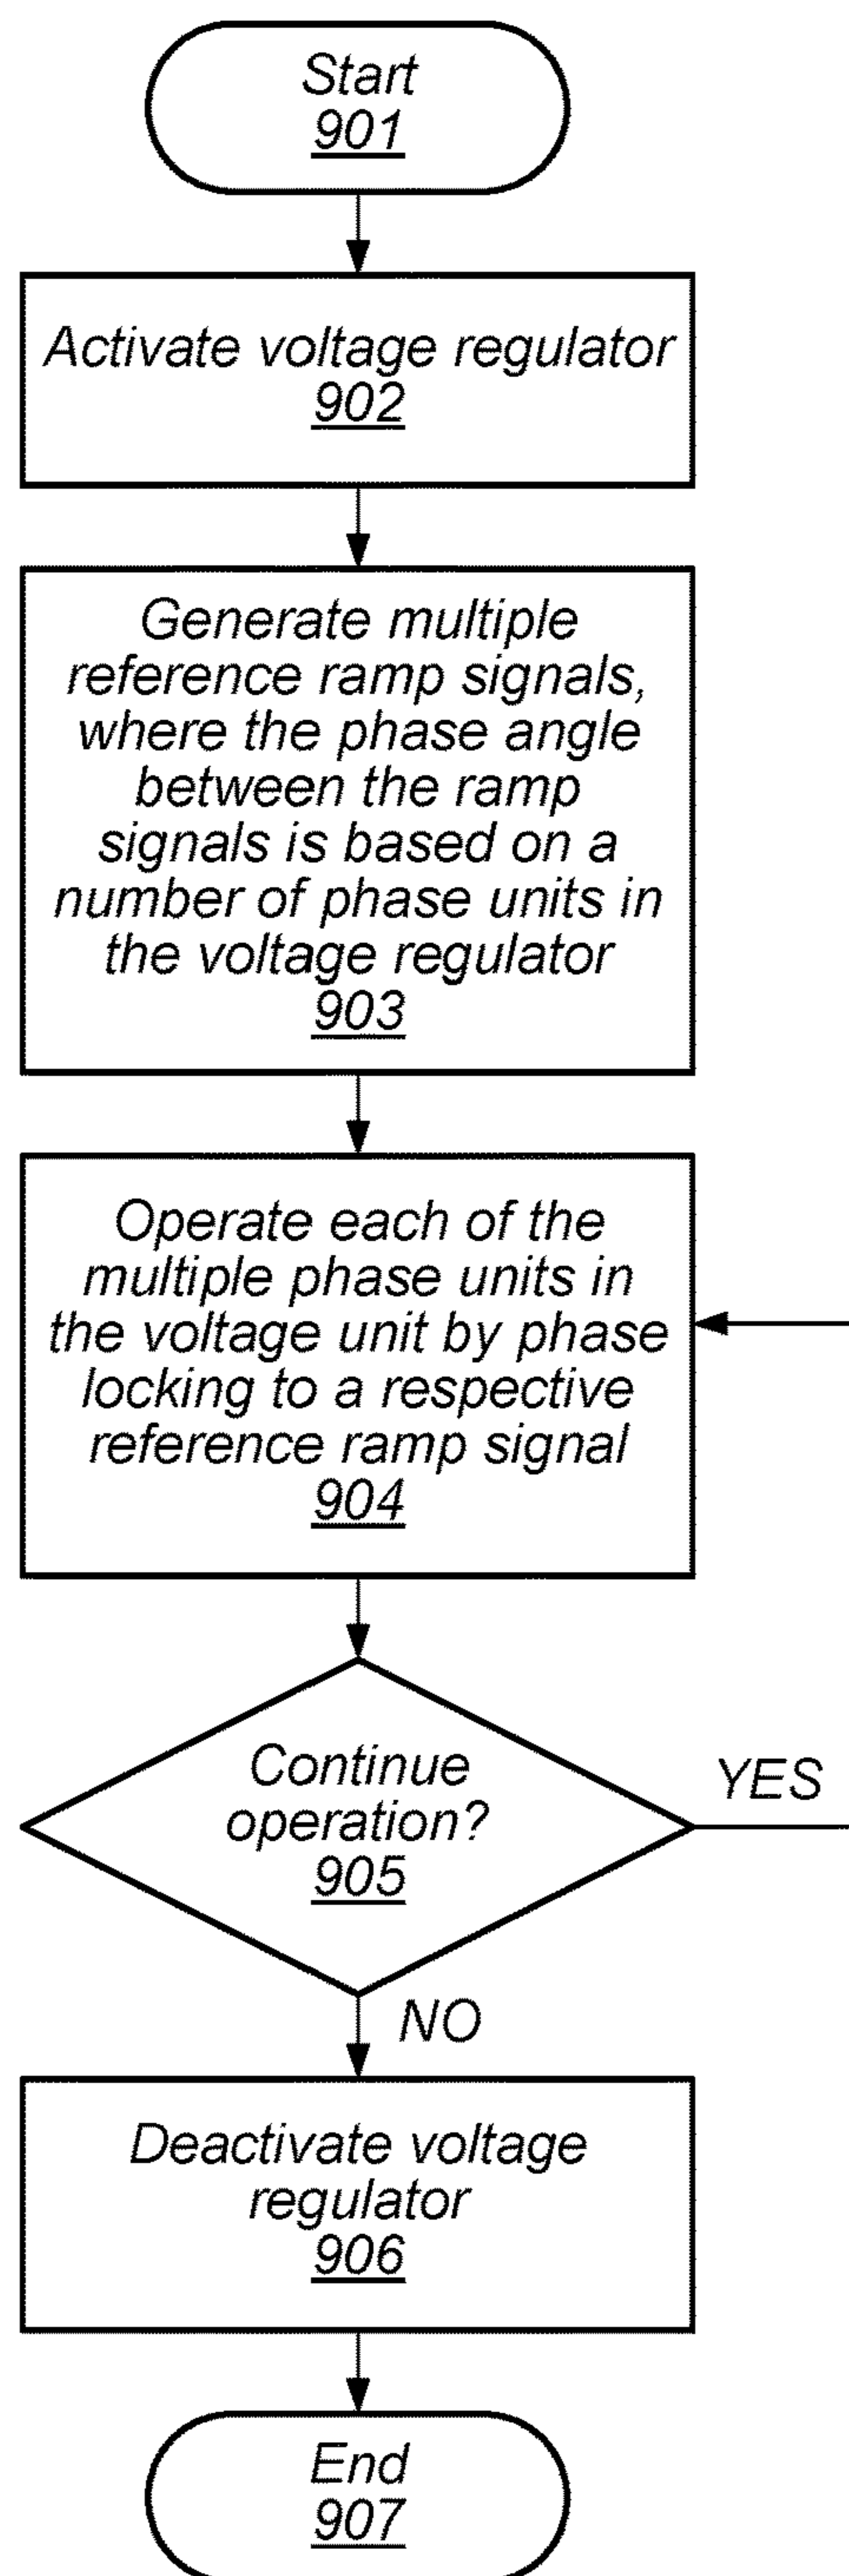 Start
901
Activate voltage regulator
902
Generate multiple
reference ramp signals,
where the phase angle
between the ramp
signals is based on a
number of phase units in
the voltage regulator
903
Operate each of the
multiple phase units in
the voltage unit by phase
locking to a respective
reference ramp signal
904
Continue
operation?
905
YES
NO
Deactivate voltage
regulator
906
End
907